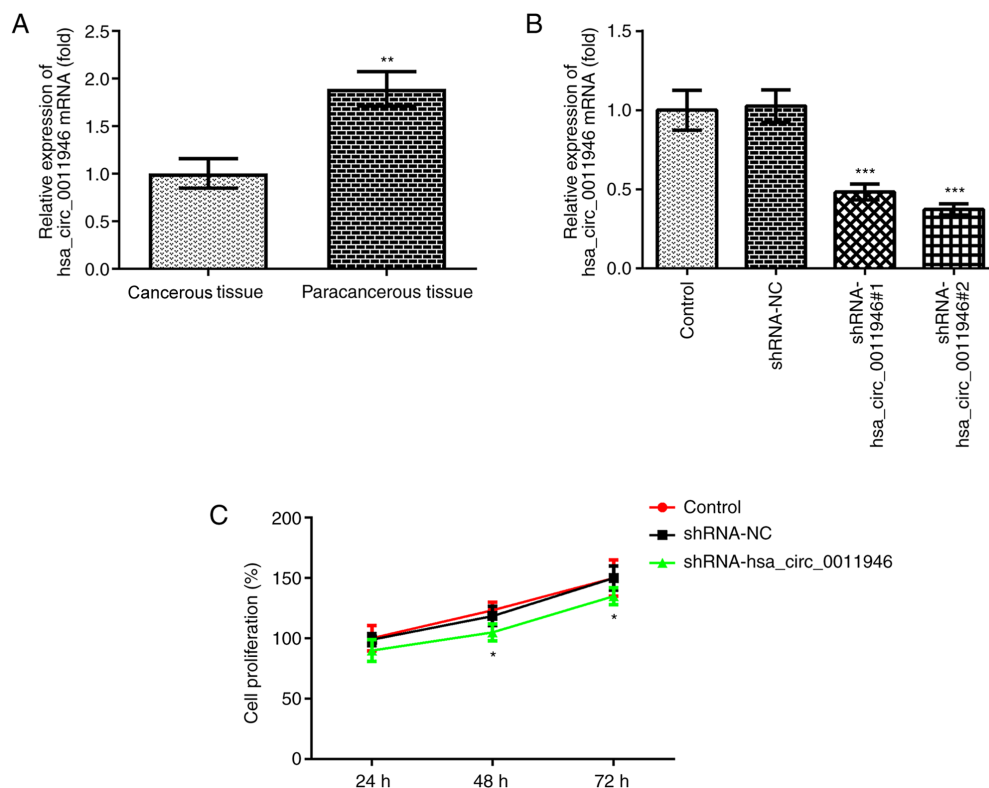 A
Relative expression of
hsa_circ_0011946 mRNA (fold)
2.5
2.0
1.5
1.0
0.5
0.0
**
Cancerous tissue
Paracancerous tissue
B
Relative expression of
hsa_circ_0011946 mRNA (fold)
1.5
1.0
0.5
0.0
***
***
Control
shRNA-NC
shRNA-
hsa_circ_0011946#1
shRNA-
hsa_circ_0011946#2
C
Cell proliferation (%)
200
150
100
50
0
*
*
24 h
48 h
72 h
Control
shRNA-NC
shRNA-hsa_circ_0011946